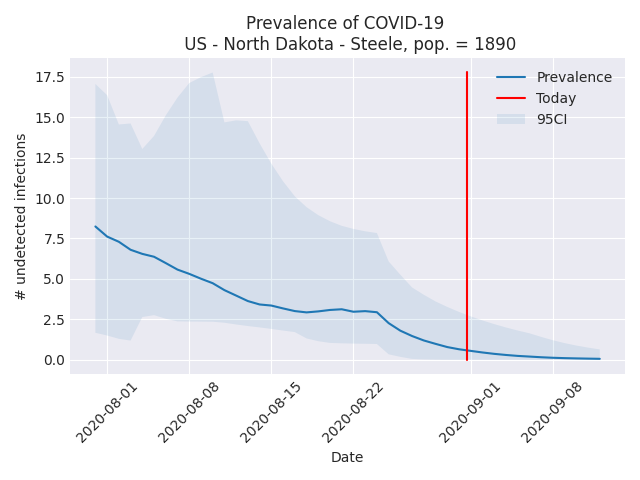 Prevalence of COVID-19
US - North Dakota - Steele, pop. = 1890
Prevalence
Today
95CI
# undetected infections
17.5
15.0
12.5
10.0
7.5
5.0
2.5
0.0
2020-08-01
2020-08-08
2020-08-15
2020-08-22
2020-09-01
2020-09-08
Date